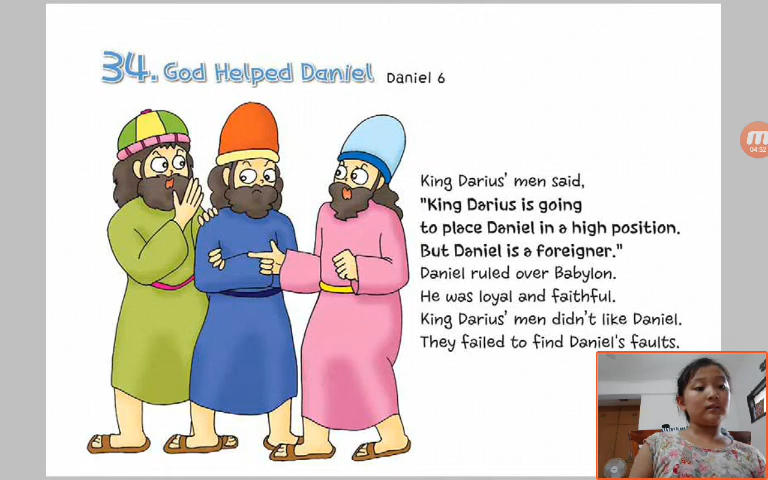 34. God Helped Daniel Daniel 6
King Darius' men said,
"King Darius is going
to place Daniel in a high position.
But Daniel is a foreigner."
Daniel ruled over Babylon.
He was loyal and faithful.
King Darius' men didn't like Daniel.
They failed to find Daniel's faults.
04:52